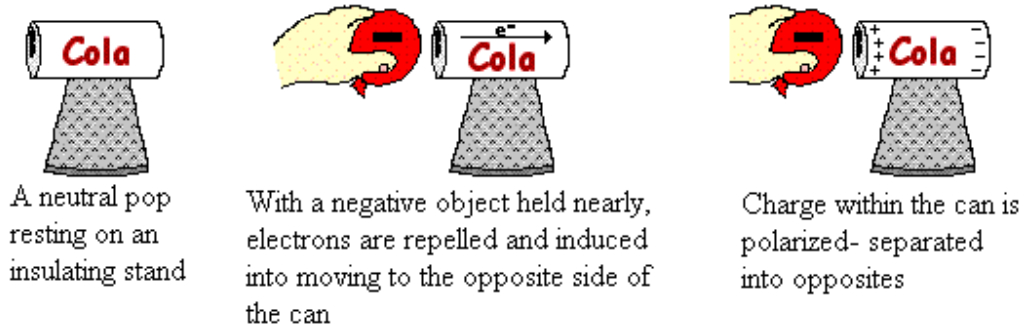 Cola
A neutral pop
resting on an
insulating stand
e⁻
Cola
With a negative object held nearly,
electrons are repelled and induced
into moving to the opposite side of
the can
+ + + + Cola − − − −
Charge within the can is
polarized- separated
into opposites